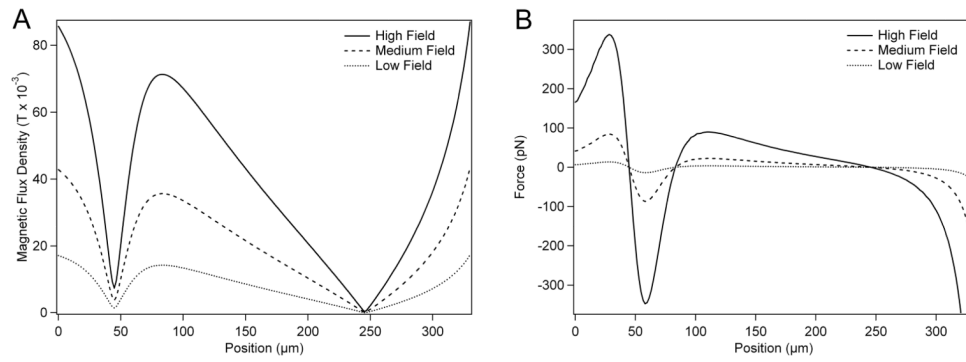 A
High Field
Medium Field
Low Field
Magnetic Flux Density (T x 10⁻³)
80
60
40
20
0
0 50 100 150 200 250 300
Position (µm)
B
High Field
Medium Field
Low Field
Force (pN)
300
200
100
0
-100
-200
-300
0 50 100 150 200 250 300
Position (µm)